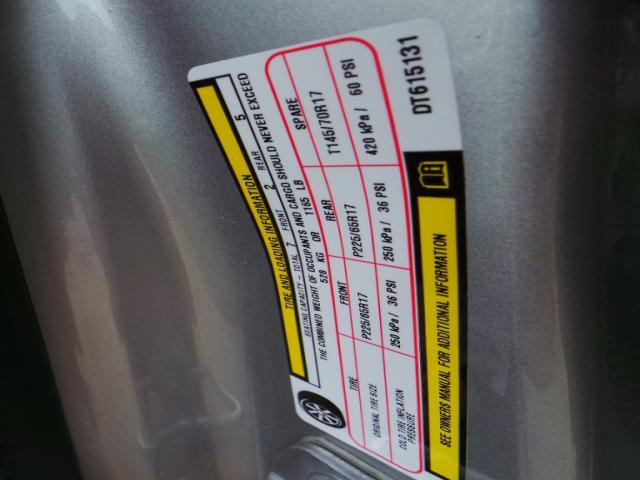 TIRE AND LOADING INFORMATION
SEATING CAPACITY - TOTAL 7 FRONT 2 REAR 5
THE COMBINED WEIGHT OF OCCUPANTS AND CARGO SHOULD NEVER EXCEED
528 KG OR 1165 LB
TIRE FRONT REAR SPARE
ORIGINAL TIRE SIZE P225/65R17 P225/65R17 T145/70R17
COLD TIRE INFLATION PRESSURE 250 kPa / 36 PSI 250 kPa / 36 PSI 420 kPa / 60 PSI
SEE OWNERS MANUAL FOR ADDITIONAL INFORMATION
DT615131